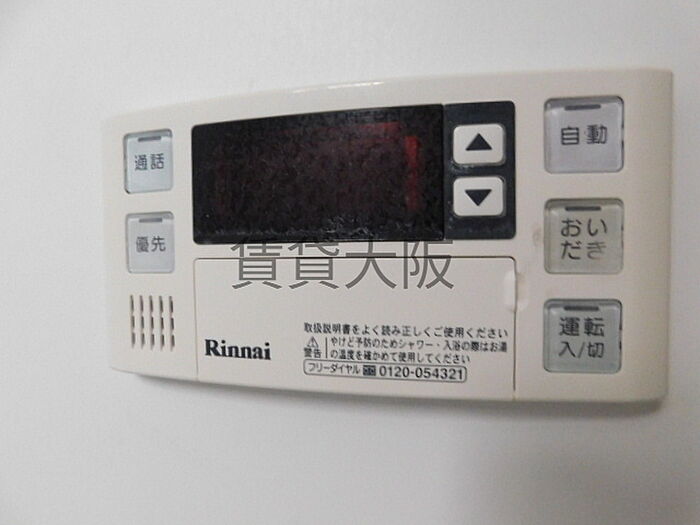 通話
優先
自動
おい
だき
運転
入/切
賃貸大阪
Rinnai
取扱説明書をよく読み正しくご使用ください
警告
やけど予防のためシャワー・入浴の際はお湯
の温度を確かめて使用してください
フリーダイヤル 0120-054321